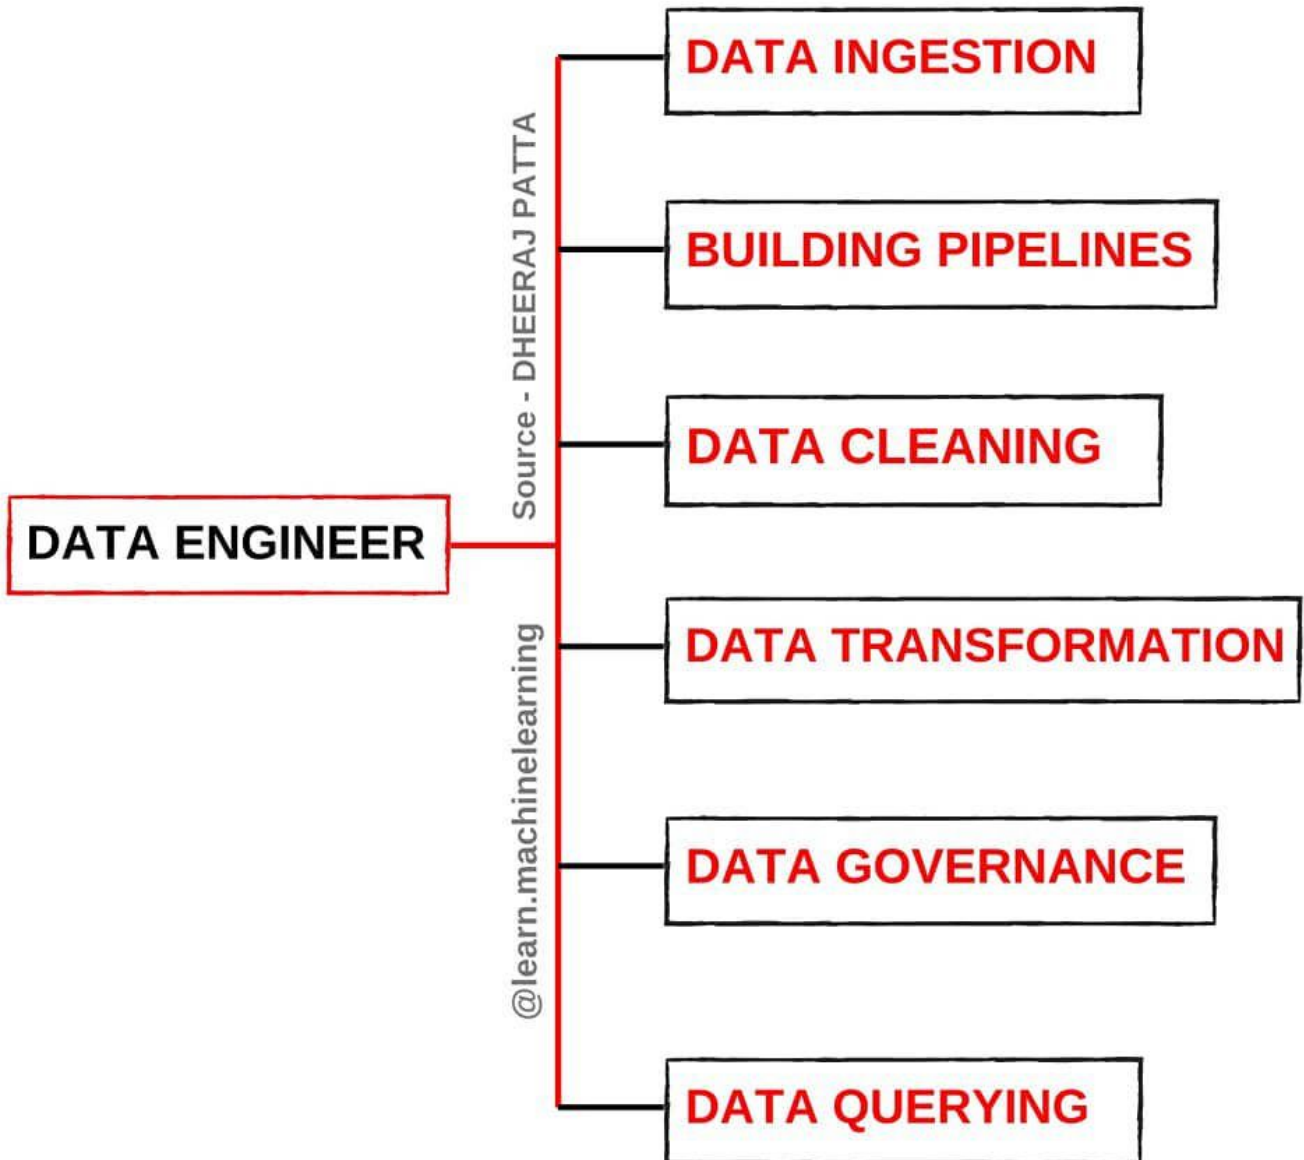 DATA INGESTION
BUILDING PIPELINES
DATA CLEANING
DATA ENGINEER
DATA TRANSFORMATION
DATA GOVERNANCE
DATA QUERYING
Source - DHEERAJ PATTA
@learn.machinelearning